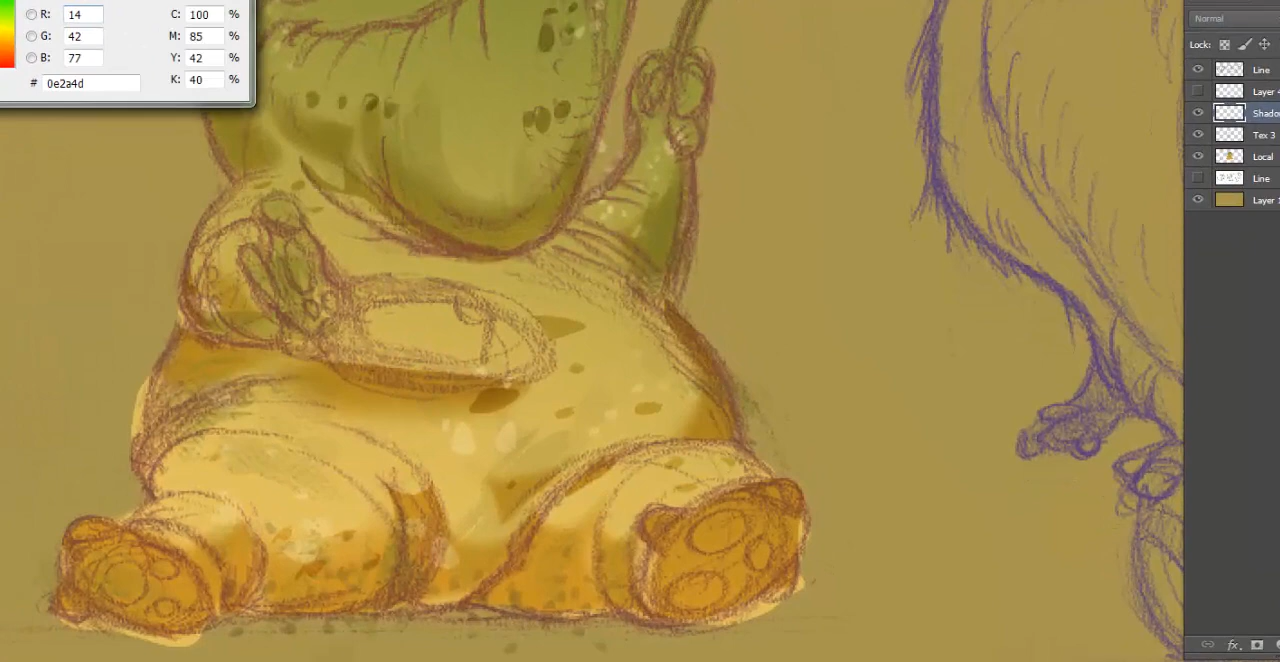 R: 14 C: 100 %
G: 42 M: 85 %
B: 77 Y: 42 %
# 0e2a4d K: 40 %
Normal
Lock:
Line
Layer 4
Shado
Tex 3
Local
Line
Layer 1
fx.